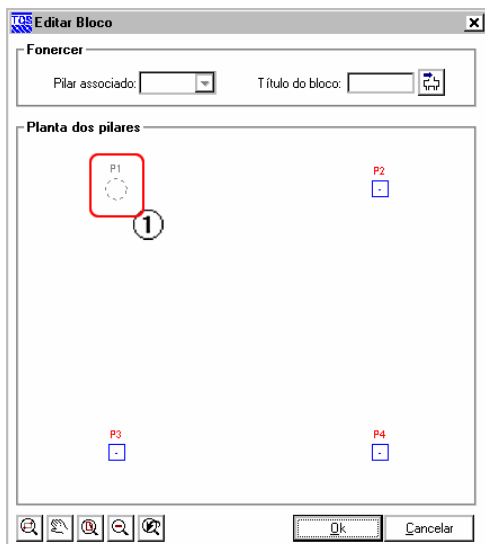 TQS Editar Bloco
Fonercer
Pilar associado: Título do bloco:
Planta dos pilares
P1 P2
1
P3 P4
Ok Cancelar